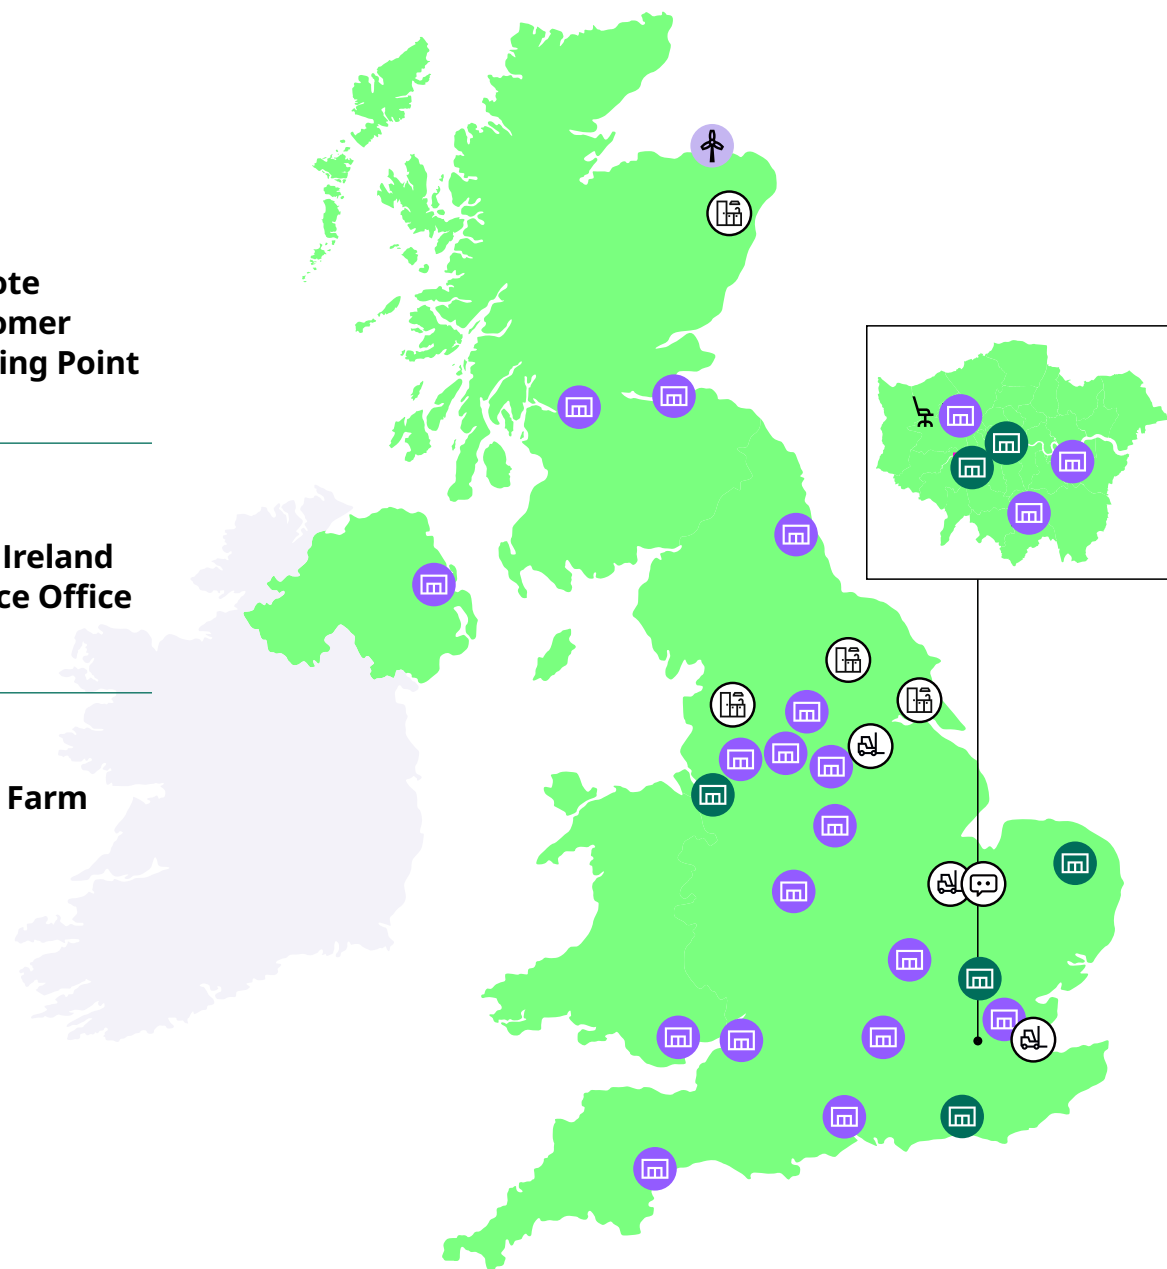 ote
omer
ing Point
Ireland
ce Office
Farm